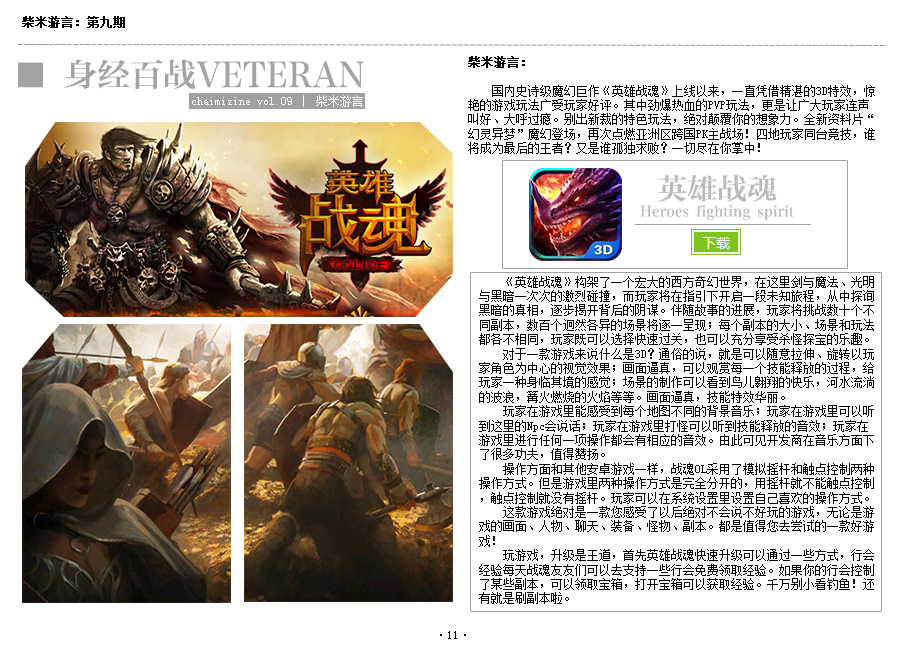 柴米游言：第九期
身经百战VETERAN
chaimizine vol.09 | 柴米游言
英雄
战魂
ONLINE
柴米游言：
国内史诗级魔幻巨作《英雄战魂》上线以来，一直凭借精湛的3D特效，惊
艳的游戏玩法广受玩家好评。其中劲爆热血的PVP玩法，更是让广大玩家连声
叫好、大呼过瘾。别出新裁的特色玩法，绝对颠覆你的想象力。全新资料片“
幻灵异梦”魔幻登场，再次点燃亚洲区跨国PK主战场！四地玩家同台竞技，谁
将成为最后的王者？又是谁孤独求败？一切尽在你掌中！
3D
英雄战魂
Heroes fighting spirit
下载
《英雄战魂》构架了一个宏大的西方奇幻世界，在这里剑与魔法、光明
与黑暗一次次的激烈碰撞，而玩家将在指引下开启一段未知旅程，从中探询
黑暗的真相，逐步揭开背后的阴谋。伴随故事的进展，玩家将挑战数十个不
同副本，数百个迥然各异的场景将逐一呈现；每个副本的大小、场景和玩法
都各不相同，玩家既可以选择快速过关，也可以充分享受杀怪探宝的乐趣。
对于一款游戏来说什么是3D？通俗的说，就是可以随意拉伸、旋转以玩
家角色为中心的视觉效果；画面逼真，可以观赏每一个技能释放的过程，给
玩家一种身临其境的感觉；场景的制作可以看到鸟儿翱翔的快乐，河水流淌
的波浪，篝火燃烧的火焰等等。画面逼真，技能特效华丽。
玩家在游戏里能感受到每个地图不同的背景音乐；玩家在游戏里可以听
到这里的Npc会说话；玩家在游戏里打怪可以听到技能释放的音效；玩家在
游戏里进行任何一项操作都会有相应的音效。由此可见开发商在音乐方面下
了很多功夫，值得赞扬。
操作方面和其他安卓游戏一样，战魂OL采用了模拟摇杆和触点控制两种
操作方式。但是游戏里两种操作方式是完全分开的，用摇杆就不能触点控制
，触点控制就没有摇杆。玩家可以在系统设置里设置自己喜欢的操作方式。
这款游戏绝对是一款您感受了以后绝对不会说不好玩的游戏，无论是游
戏的画面、人物、聊天、装备、怪物、副本。都是值得您去尝试的一款好游
戏！
玩游戏，升级是王道，首先英雄战魂快速升级可以通过一些方式，行会
经验每天战魂友友们可以去支持一些行会免费领取经验。如果你的行会控制
了某些副本，可以领取宝箱，打开宝箱可以获取经验。千万别小看钓鱼！还
有就是刷副本啦。
·11·